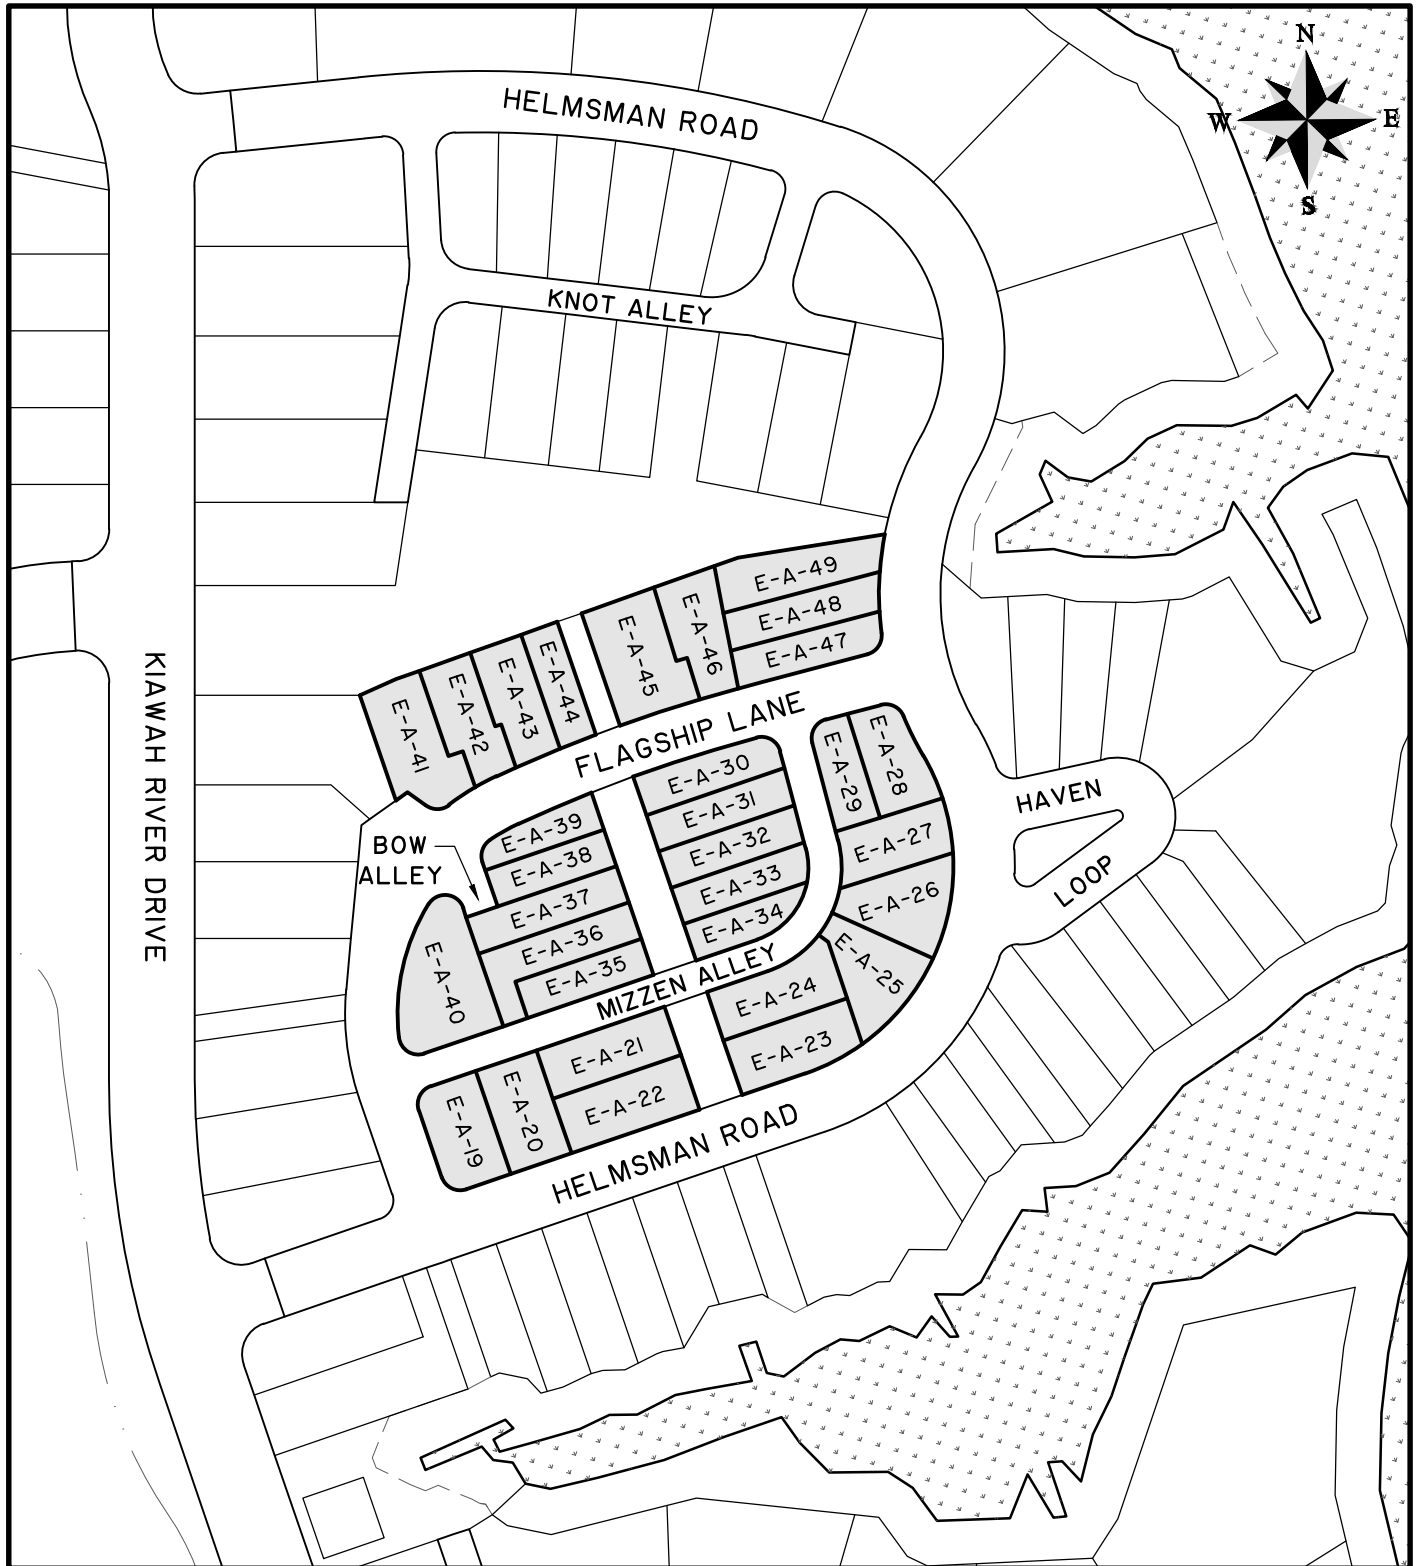 N
W
E
S
HELMSMAN ROAD
KNOT ALLEY
E-A-49
E-A-48
E-A-47
E-A-46
E-A-45
E-A-44
E-A-43
E-A-42
E-A-41
FLAGSHIP LANE
KIAWAH RIVER DRIVE
E-A-30
E-A-31
E-A-32
E-A-33
E-A-34
E-A-29
E-A-28
E-A-27
E-A-26
E-A-25
HAVEN
LOOP
BOW
ALLEY
E-A-39
E-A-38
E-A-37
E-A-36
E-A-35
E-A-40
MIZZEN ALLEY
E-A-24
E-A-23
E-A-21
E-A-22
E-A-20
E-A-19
HELMSMAN ROAD